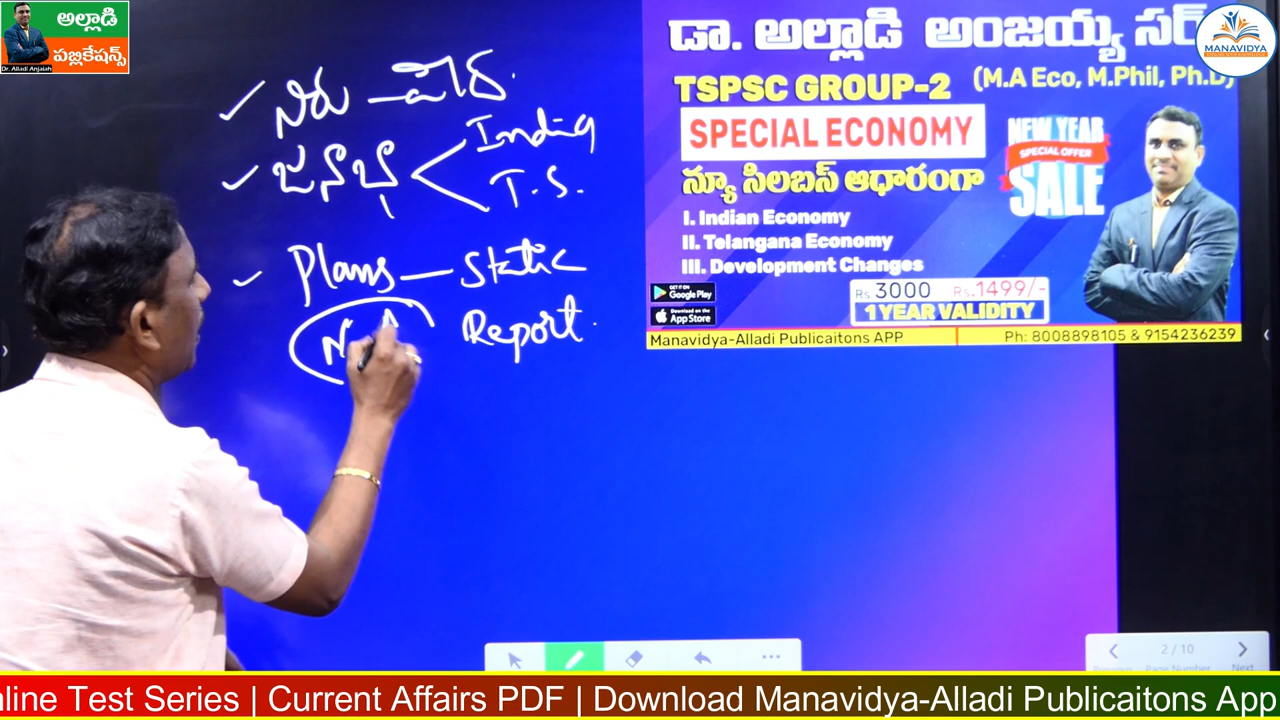 అల్లాడి
పబ్లికేషన్స్
Dr. Alladi Anjaiah
నిరు – పేద.
జనాభా India
T.S.
Plans – Static
Report.
డా. అల్లాడి అంజయ్య సర్
MANAVIDYA
TSPSC GROUP-2 (M.A Eco, M.Phil, Ph.D)
SPECIAL ECONOMY
న్యూ సిలబస్ ఆధారంగా
NEW YEAR
SPECIAL OFFER
SALE
I. Indian Economy
II. Telangana Economy
III. Development Changes
GET IT ON
Google Play
Download on the
App Store
Rs 3000 Rs.1499/-
1 YEAR VALIDITY
Manavidya-Alladi Publicaitons APP Ph: 8008898105 & 9154236239
2 / 10
Page Number Next
nline Test Series | Current Affairs PDF | Download Manavidya-Alladi Publicaitons App